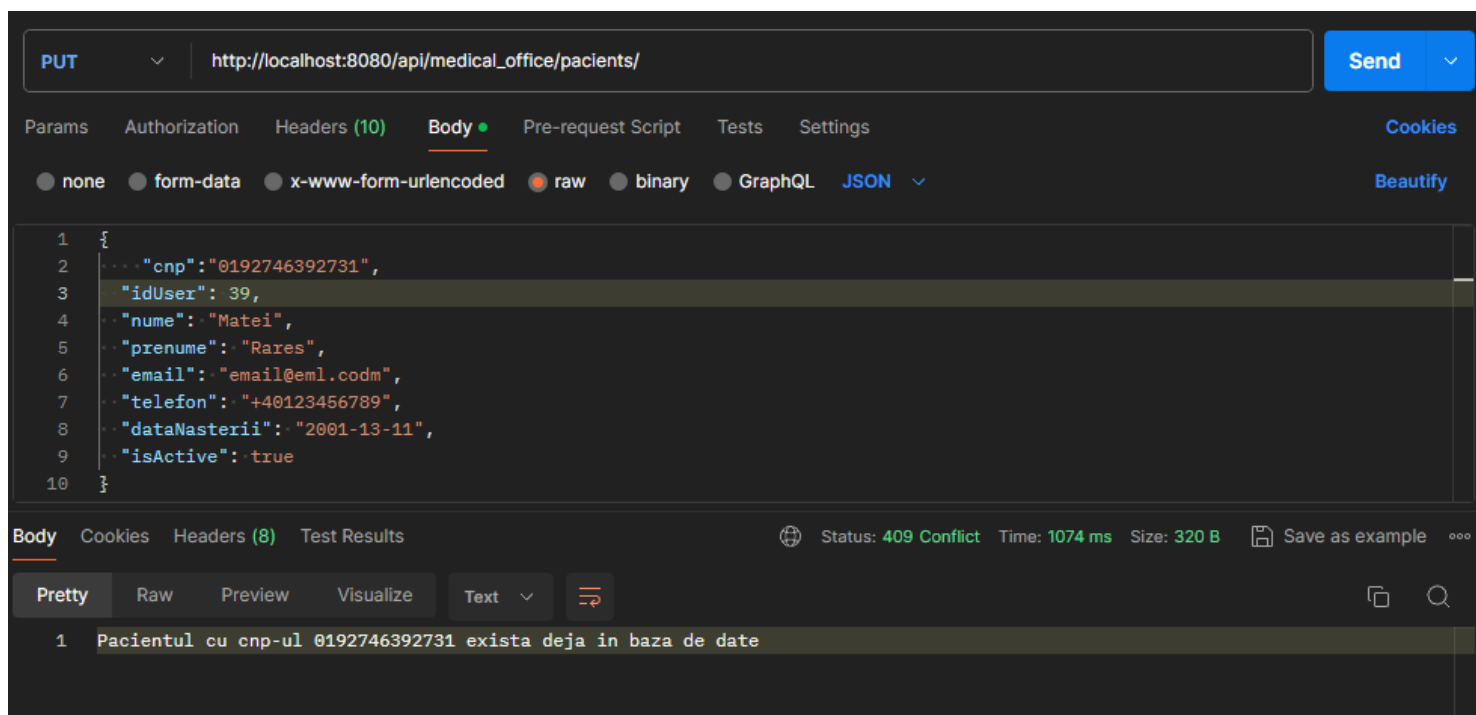 PUT http://localhost:8080/api/medical_office/pacients/ Send
Params Authorization Headers (10) Body Pre-request Script Tests Settings Cookies
none form-data x-www-form-urlencoded raw binary GraphQL JSON Beautify
1 {
2 "cnp":"0192746392731",
3 "idUser": 39,
4 "nume": "Matei",
5 "prenume": "Rares",
6 "email": "email@eml.codm",
7 "telefon": "+40123456789",
8 "dataNasterii": "2001-13-11",
9 "isActive": true
10 }
Body Cookies Headers (8) Test Results Status: 409 Conflict Time: 1074 ms Size: 320 B Save as example
Pretty Raw Preview Visualize Text
1 Pacientul cu cnp-ul 0192746392731 exista deja in baza de date